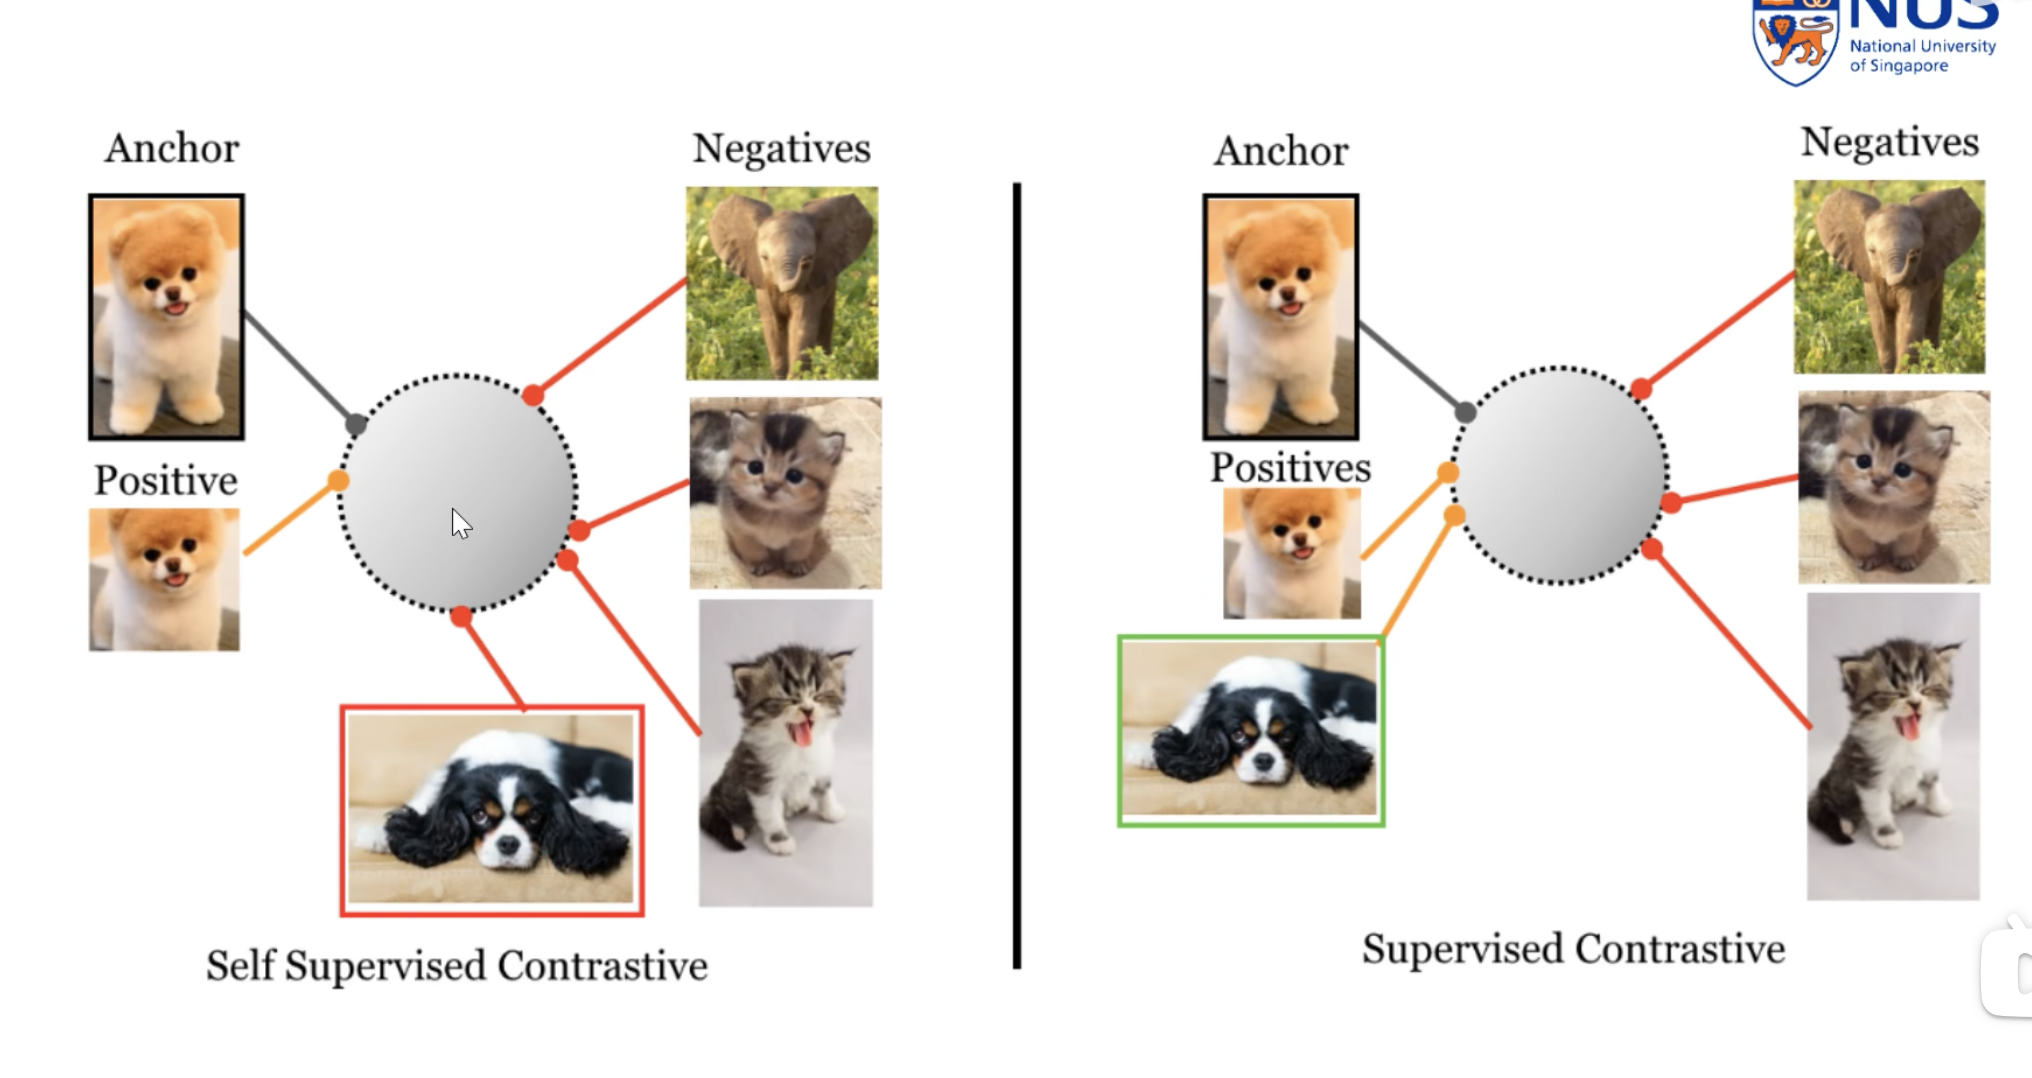 NUS
National University
of Singapore
Anchor
Negatives
Positive
Self Supervised Contrastive
Anchor
Negatives
Positives
Supervised Contrastive